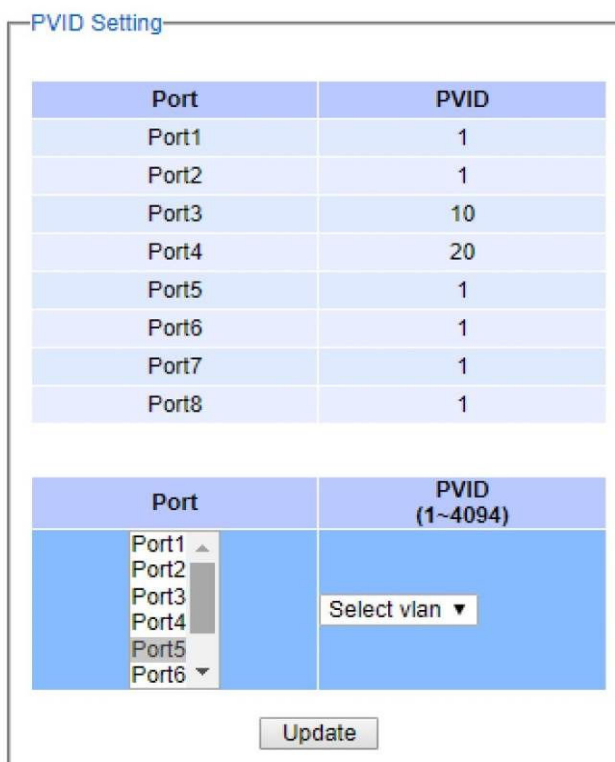 PVID Setting
Port PVID
Port1 1
Port2 1
Port3 10
Port4 20
Port5 1
Port6 1
Port7 1
Port8 1
Port PVID
(1~4094)
Port1
Port2
Port3
Port4
Port5
Port6
Select vlan ▼
Update